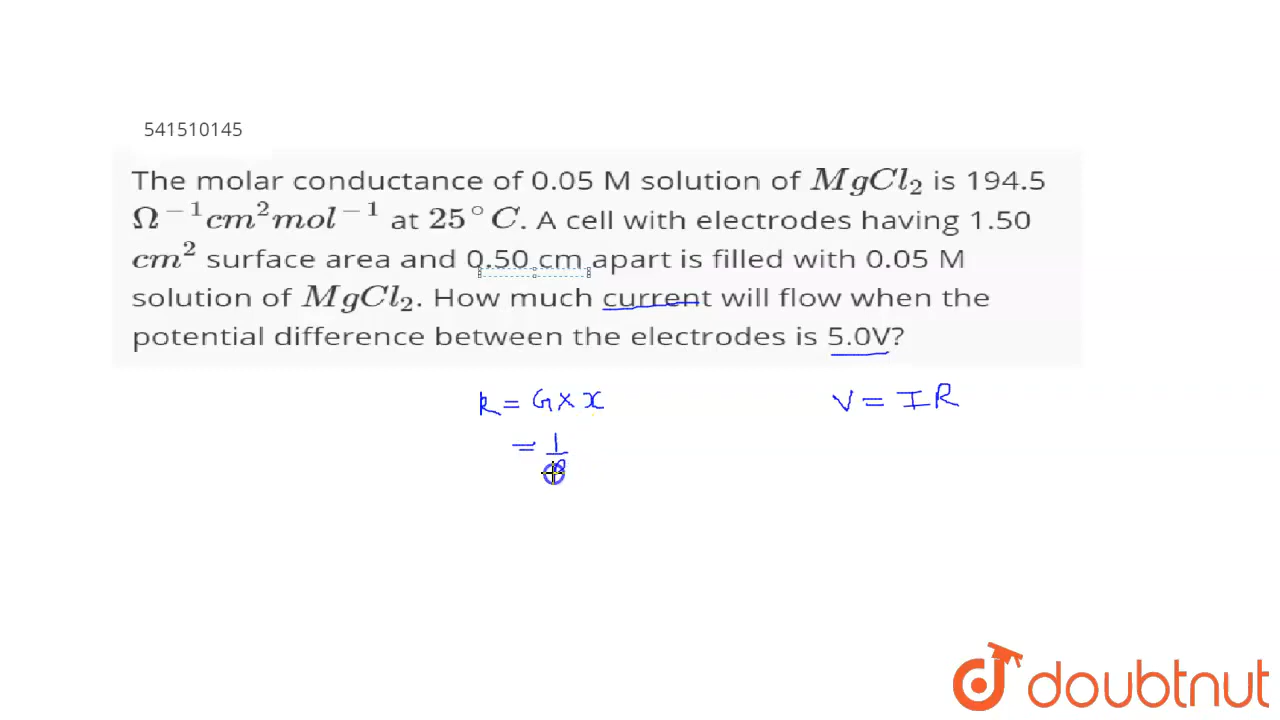 541510145
The molar conductance of 0.05 M solution of MgCl₂ is 194.5
Ω⁻¹cm²mol⁻¹ at 25°C. A cell with electrodes having 1.50
cm² surface area and 0.50 cm apart is filled with 0.05 M
solution of MgCl₂. How much current will flow when the
potential difference between the electrodes is 5.0V?
k = G × x
V = IR
= 1/
doubtnut